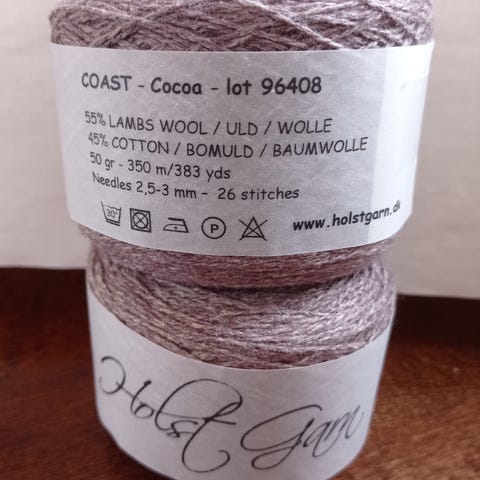 COAST - Cocoa - lot 96408
55% LAMBS WOOL / ULD / WOLLE
45% COTTON / BOMULD / BAUMWOLLE
50 gr - 350 m/383 yds
Needles 2,5-3 mm - 26 stitches
30°
P
www.holstgarn.dk
Holst Garn